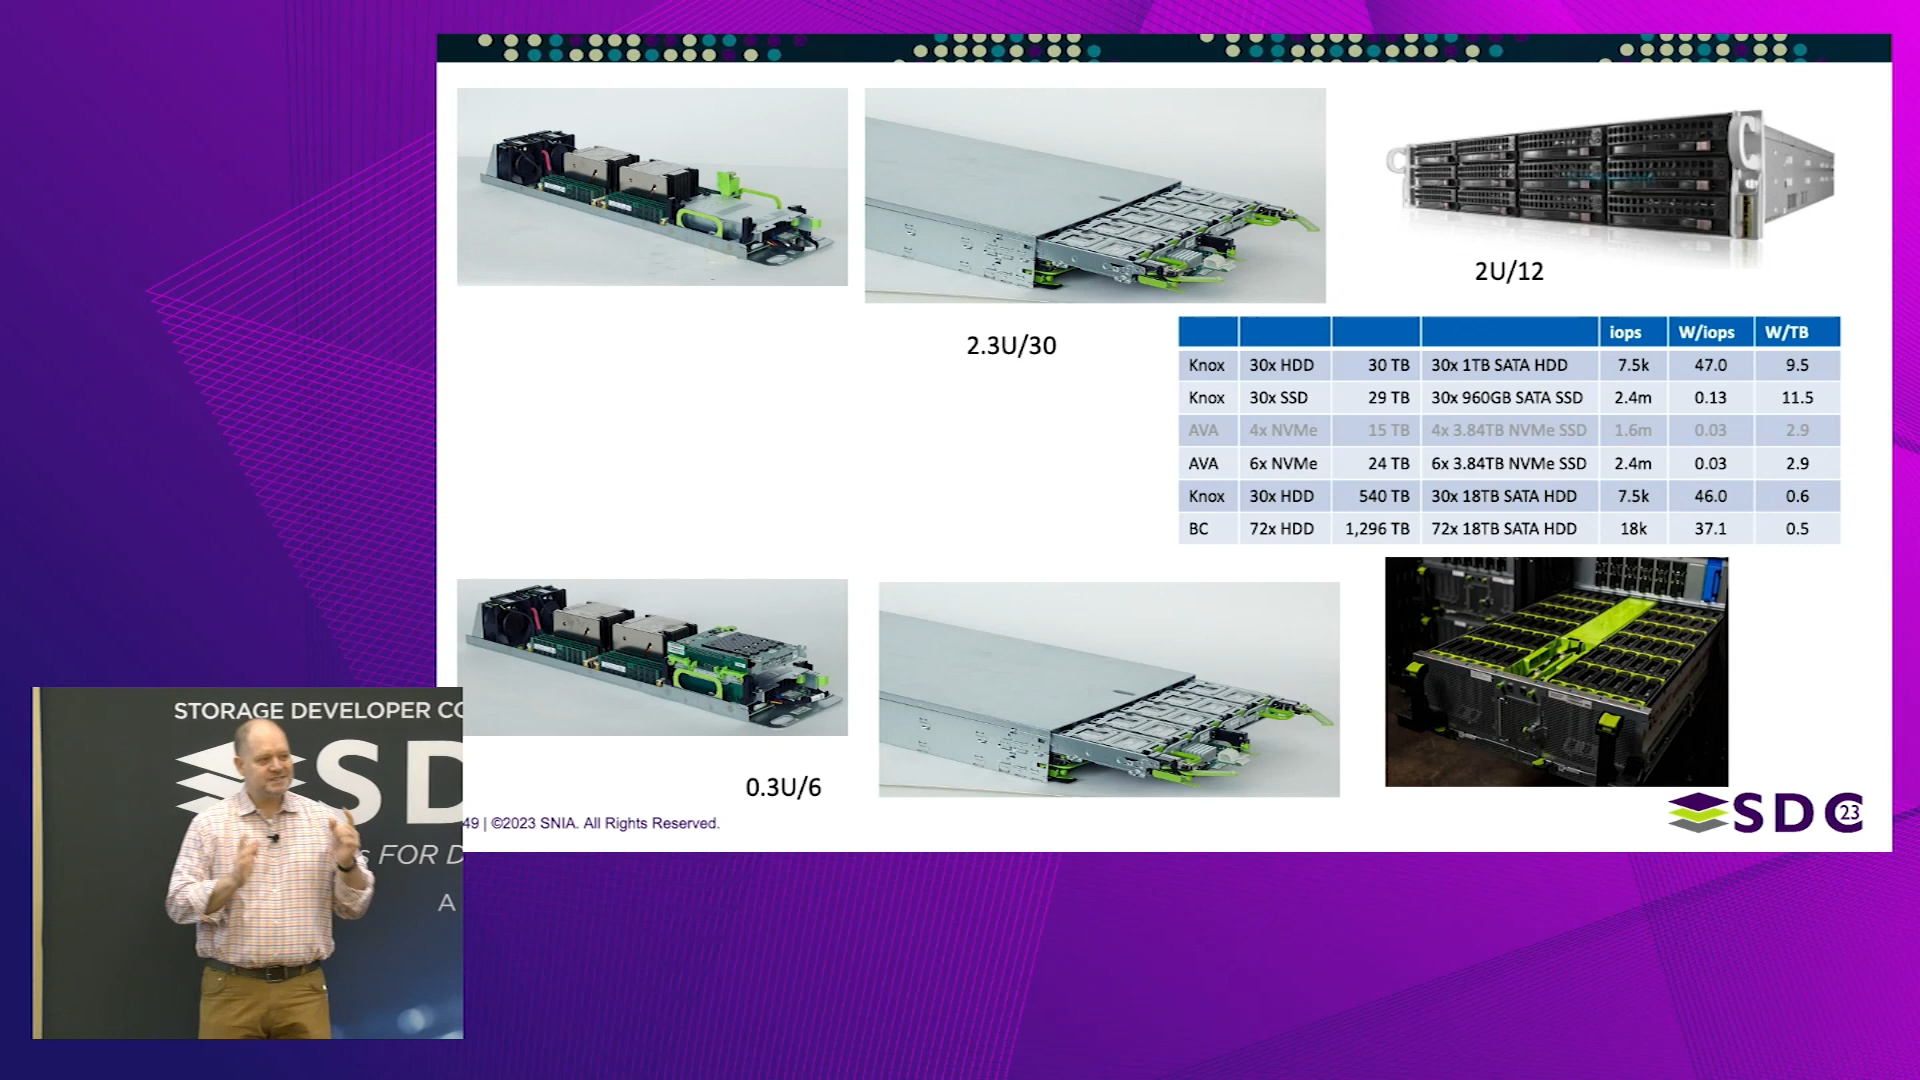 2U/12
2.3U/30
iops W/iops W/TB
Knox 30x HDD 30 TB 30x 1TB SATA HDD 7.5k 47.0 9.5
Knox 30x SSD 29 TB 30x 960GB SATA SSD 2.4m 0.13 11.5
AVA 4x NVMe 15 TB 4x 3.84TB NVMe SSD 1.6m 0.03 2.9
AVA 6x NVMe 24 TB 6x 3.84TB NVMe SSD 2.4m 0.03 2.9
Knox 30x HDD 540 TB 30x 18TB SATA HDD 7.5k 46.0 0.6
BC 72x HDD 1,296 TB 72x 18TB SATA HDD 18k 37.1 0.5
0.3U/6
49 | ©2023 SNIA. All Rights Reserved.
SDC 23
STORAGE DEVELOPER CO
SD
FOR D
A